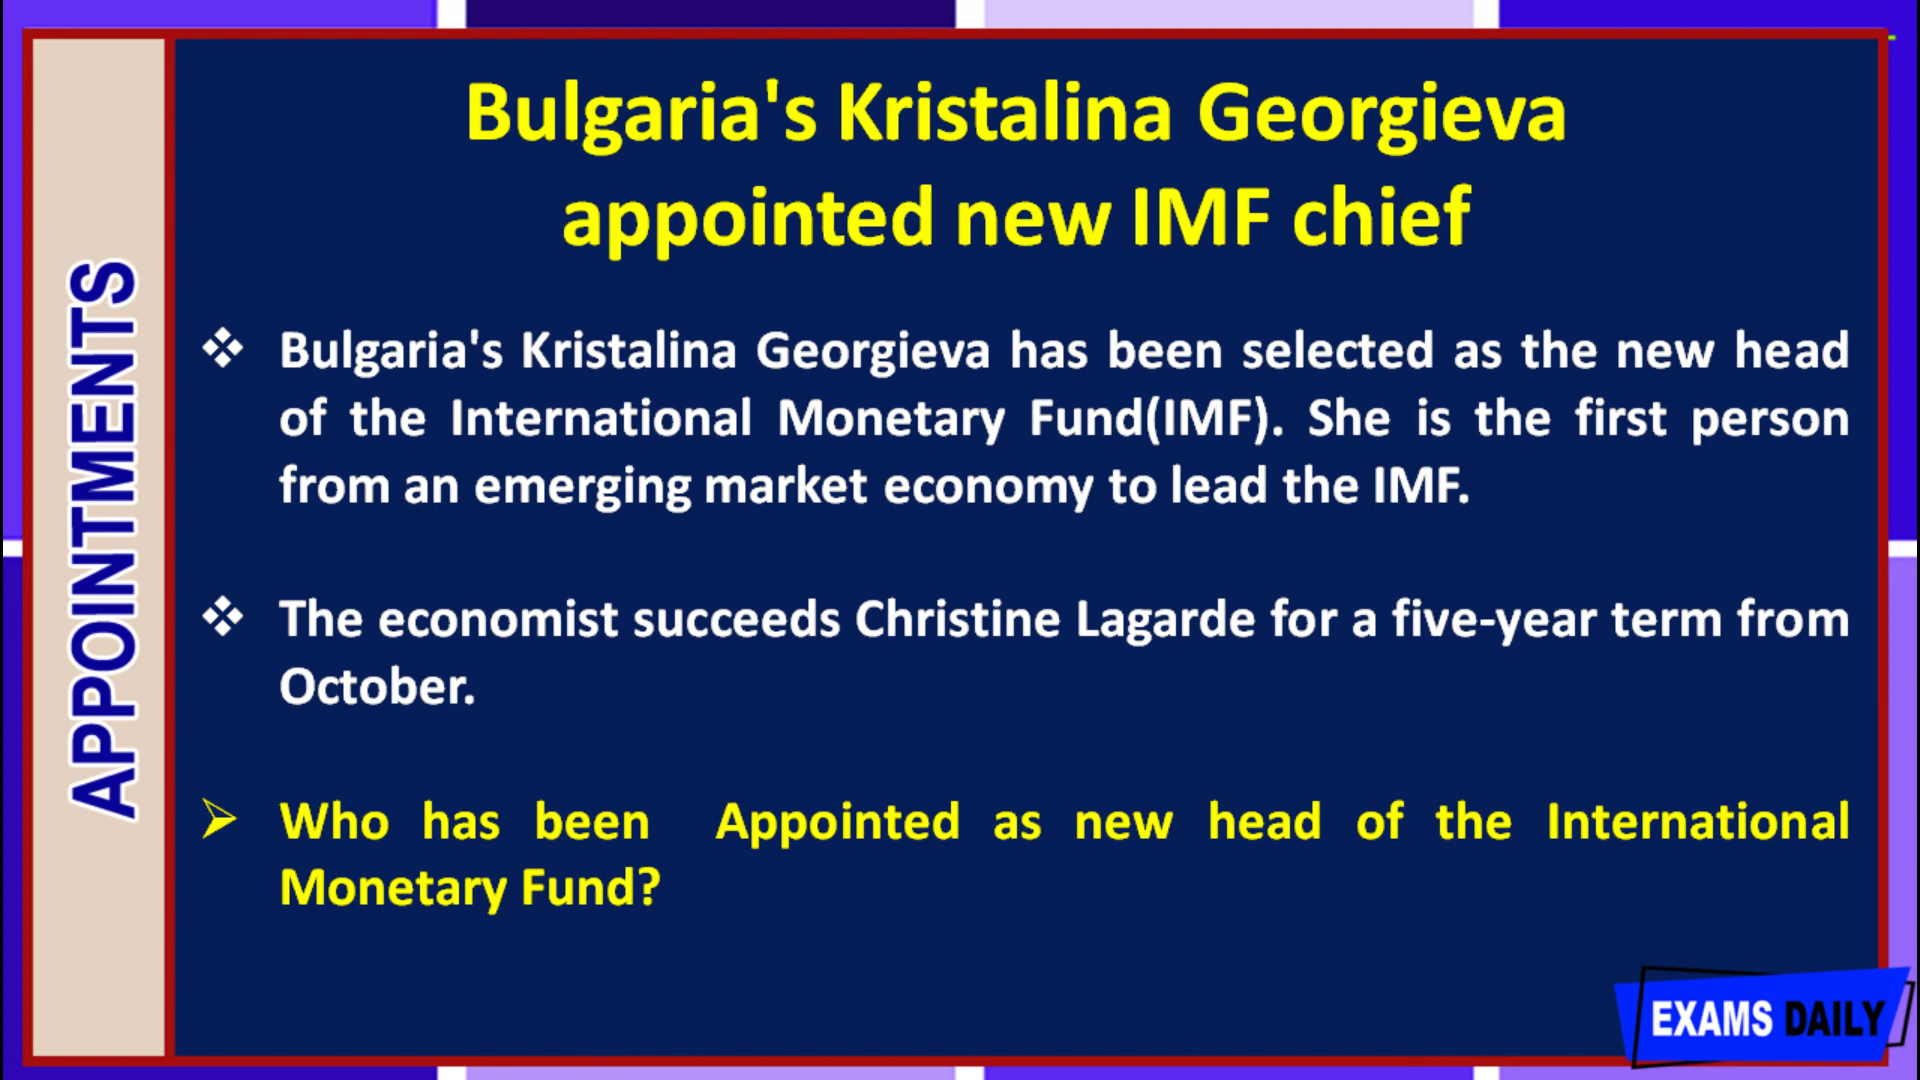 APPOINTMENTS
Bulgaria's Kristalina Georgieva
appointed new IMF chief
❖ Bulgaria's Kristalina Georgieva has been selected as the new head
of the International Monetary Fund(IMF). She is the first person
from an emerging market economy to lead the IMF.
❖ The economist succeeds Christine Lagarde for a five-year term from
October.
➢ Who has been Appointed as new head of the International
Monetary Fund?
EXAMS DAILY